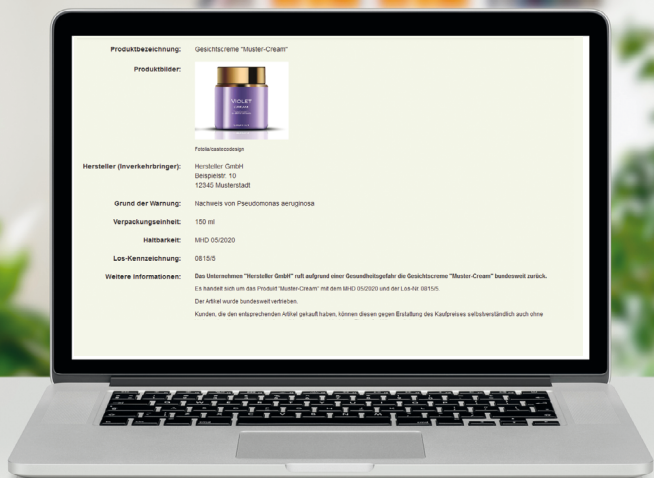 Produktbezeichnung: Gesichtscreme "Muster-Cream"
Produktbilder:
VIOLET
CREAM
Fotolia/casiocodesign
Hersteller (Inverkehrbringer): Hersteller GmbH
Beispielstr. 10
12345 Musterstadt
Grund der Warnung: Nachweis von Pseudomonas aeruginosa
Verpackungseinheit: 150 ml
Haltbarkeit: MHD 05/2020
Los-Kennzeichnung: 0815/5
Weitere Informationen: Das Unternehmen "Hersteller GmbH" ruft aufgrund einer Gesundheitsgefahr die Gesichtscreme "Muster-Cream" bundesweit zurück.
Es handelt sich um das Produkt "Muster-Cream" mit dem MHD 05/2020 und der Los-Nr. 0815/5.
Der Artikel wurde bundesweit vertrieben.
Kunden, die den entsprechenden Artikel gekauft haben, können diesen gegen Erstattung des Kaufpreises selbstverständlich auch ohne